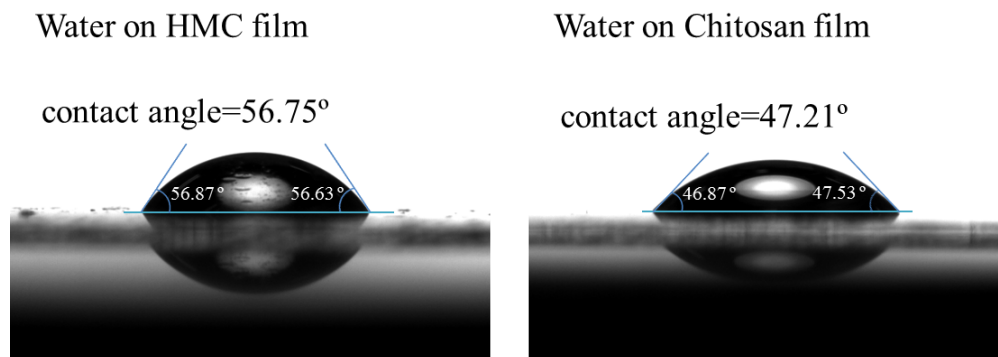 Water on HMC film
contact angle=56.75º
56.87º
56.63º
Water on Chitosan film
contact angle=47.21º
46.87º
47.53º